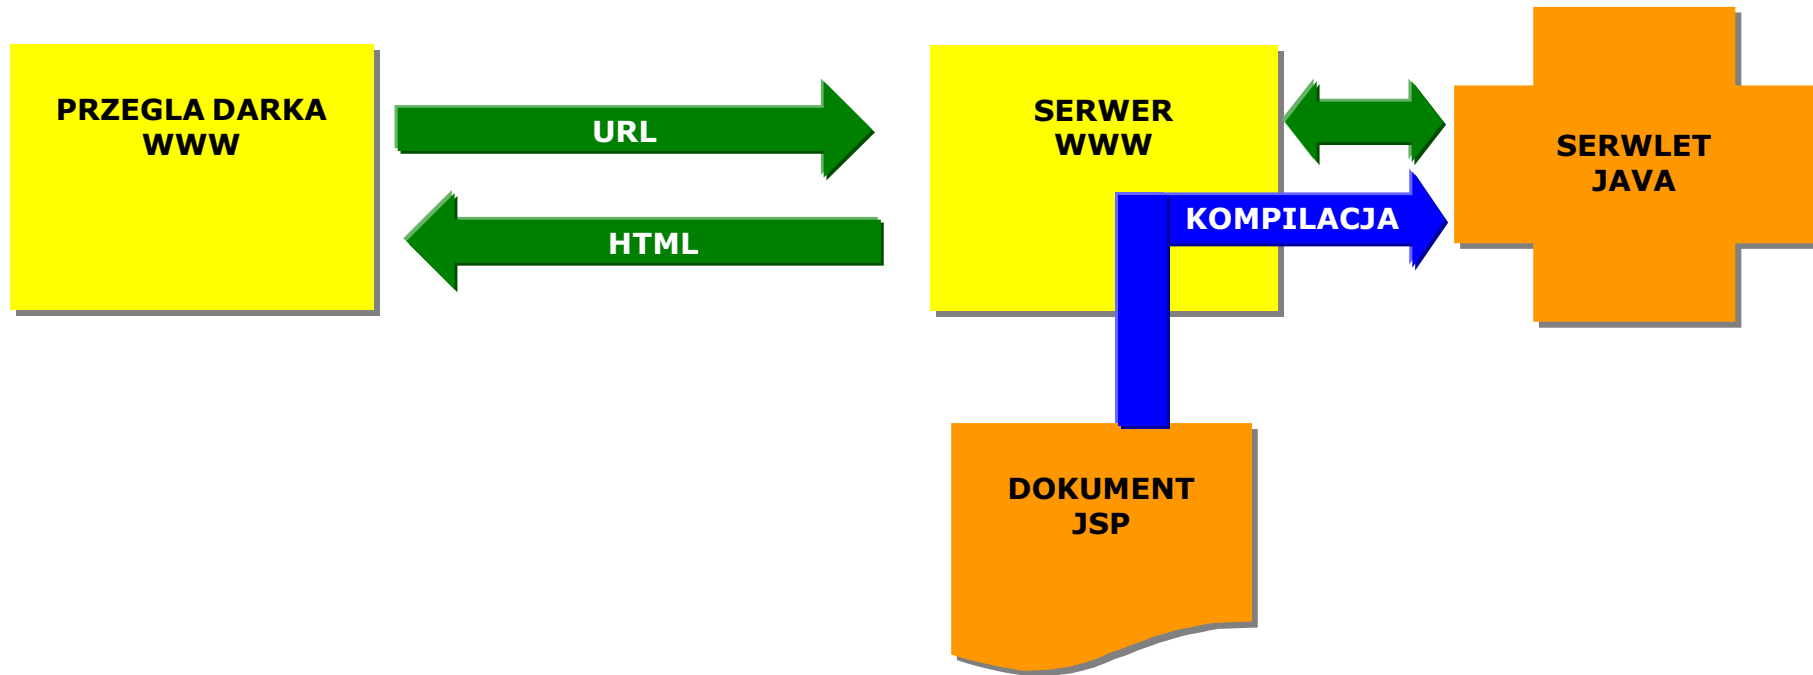 PRZEGLA DARKA
WWW
URL
HTML
SERWER
WWW
KOMPILACJA
SERWLET
JAVA
DOKUMENT
JSP